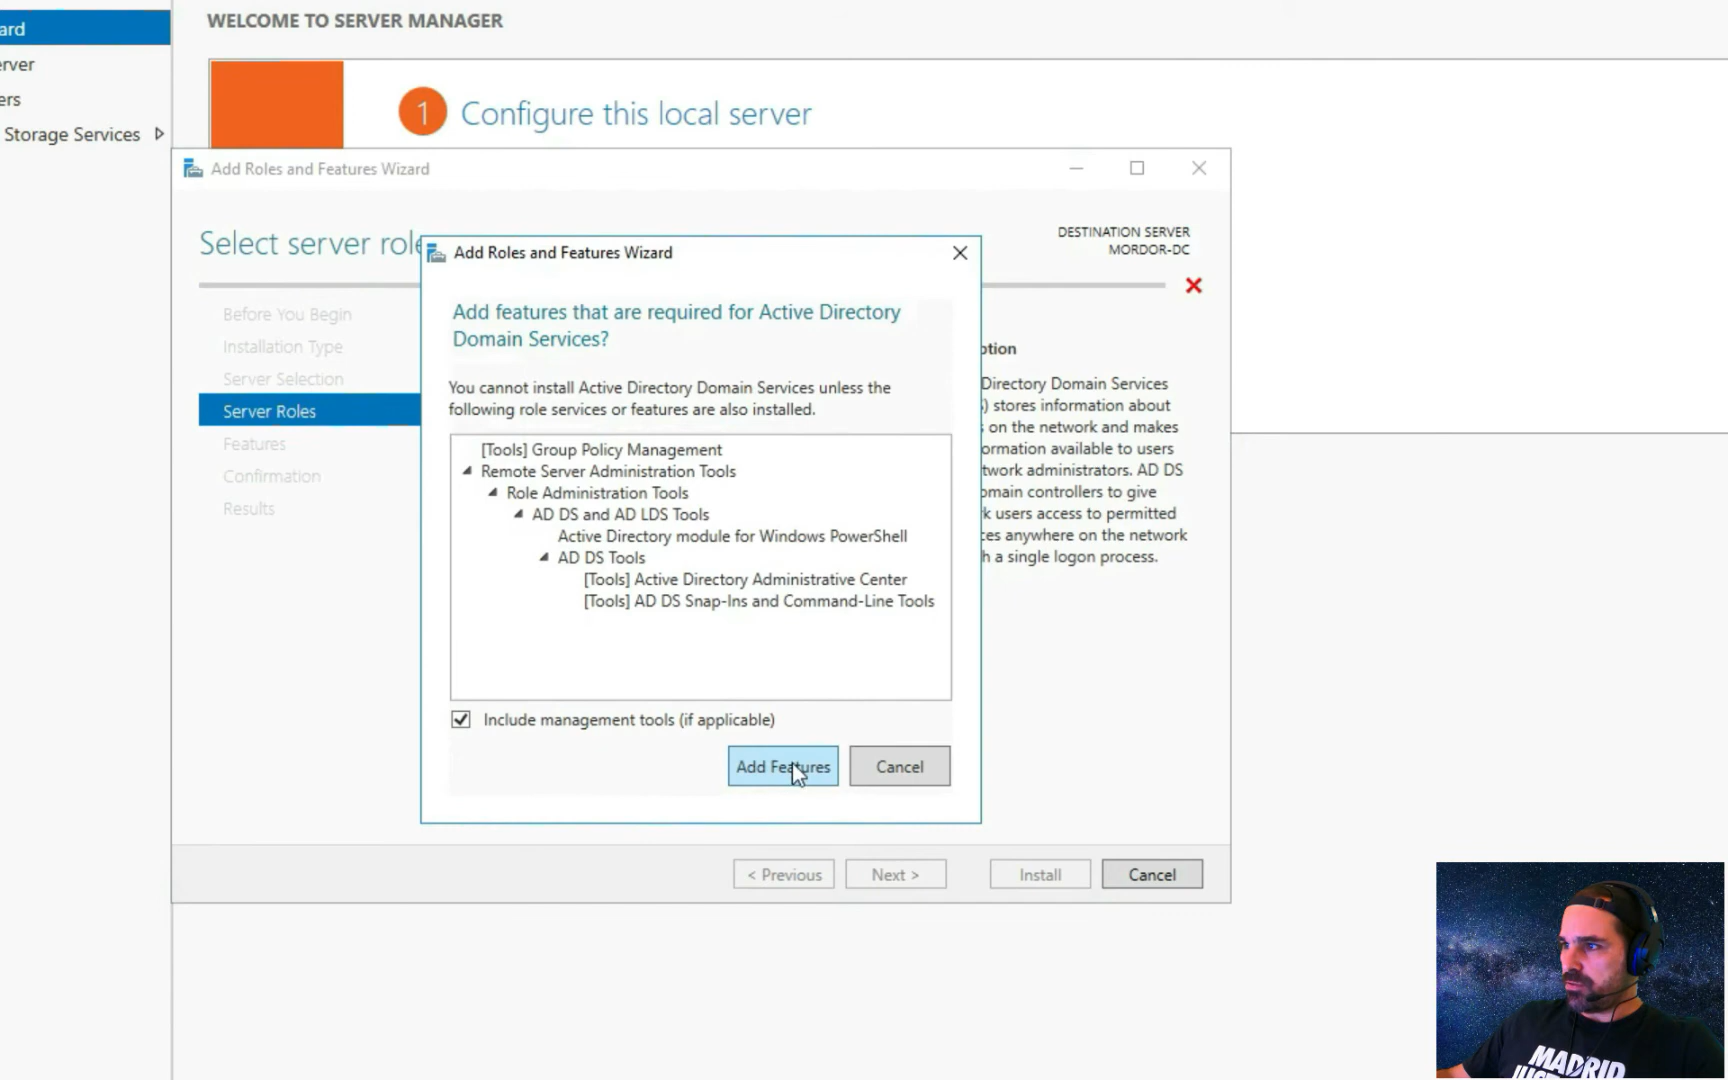 ard
WELCOME TO SERVER MANAGER
erver
ers
Storage Services
1 Configure this local server
Add Roles and Features Wizard
Select server role
DESTINATION SERVER
MORDOR-DC
Before You Begin
Installation Type
Server Selection
Server Roles
Features
Confirmation
Results
Add Roles and Features Wizard
Add features that are required for Active Directory
Domain Services?
You cannot install Active Directory Domain Services unless the
following role services or features are also installed.
[Tools] Group Policy Management
Remote Server Administration Tools
Role Administration Tools
AD DS and AD LDS Tools
Active Directory module for Windows PowerShell
AD DS Tools
[Tools] Active Directory Administrative Center
[Tools] AD DS Snap-Ins and Command-Line Tools
Include management tools (if applicable)
Add Features
Cancel
ption
Directory Domain Services
) stores information about
on the network and makes
ormation available to users
twork administrators. AD DS
omain controllers to give
k users access to permitted
ces anywhere on the network
h a single logon process.
< Previous
Next >
Install
Cancel
MADRID